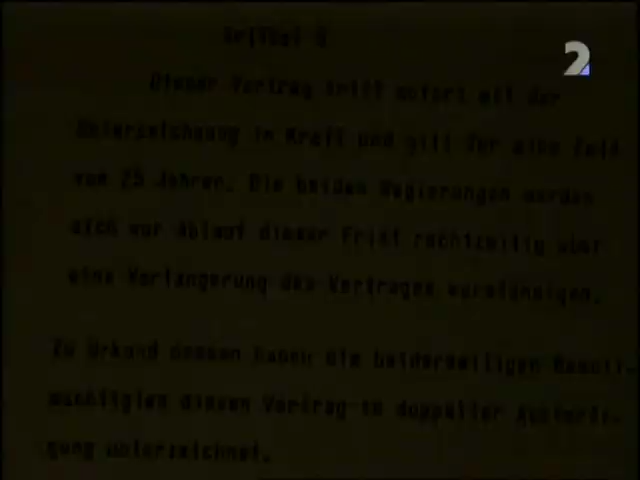 Artikel
Dieser Vertrag tritt sofort mit der
Unterzeichnung in Kraft und gilt für eine Zeit
von 25 Jahren. Die beiden Regierungen werden
sich vor Ablauf dieser Frist rechtzeitig über
eine Verlängerung des Vertrages verständigen.
Zu Urkund dessen haben die beiderseitigen Bevoll-
mächtigten diesen Vertrag in doppelter Ausferti-
gung unterzeichnet.
2